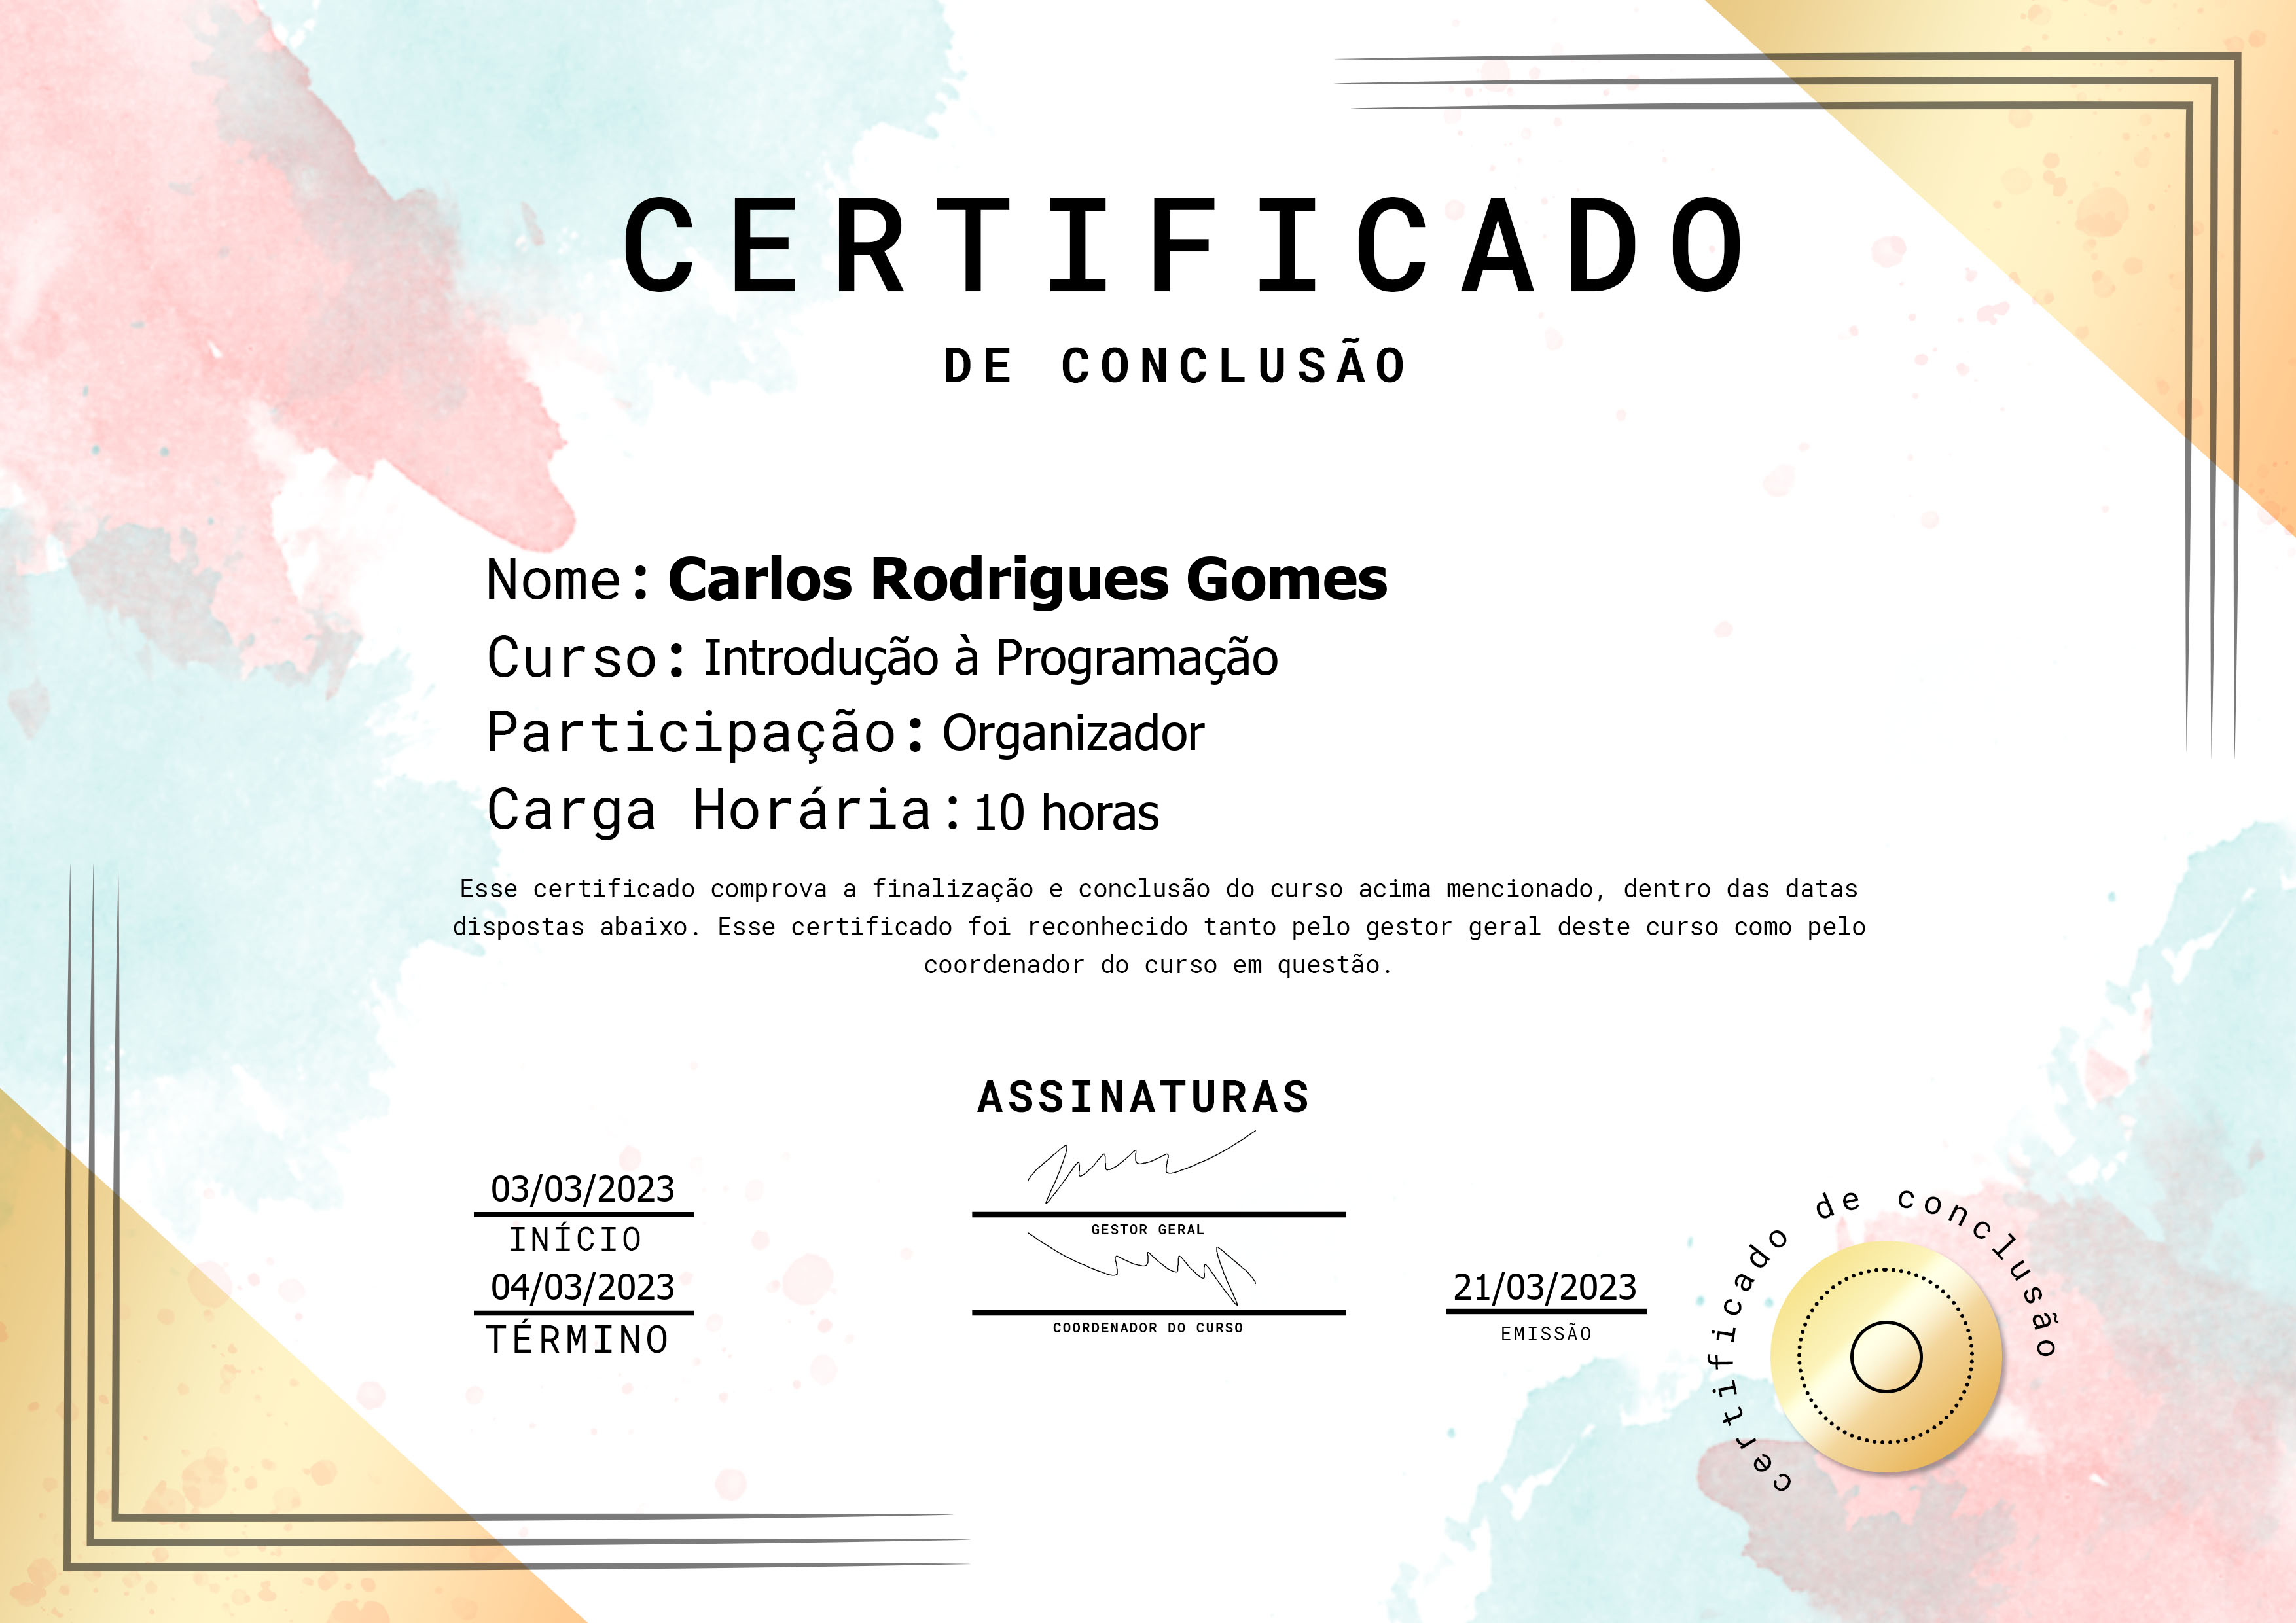 CERTIFICADO
DE CONCLUSÃO
Nome: Carlos Rodrigues Gomes
Curso: Introdução à Programação
Participação: Organizador
Carga Horária: 10 horas
Esse certificado comprova a finalização e conclusão do curso acima mencionado, dentro das datas
dispostas abaixo. Esse certificado foi reconhecido tanto pelo gestor geral deste curso como pelo
coordenador do curso em questão.
ASSINATURAS
03/03/2023
INÍCIO
04/03/2023
TÉRMINO
GESTOR GERAL
COORDENADOR DO CURSO
21/03/2023
EMISSÃO
certificado de conclusão